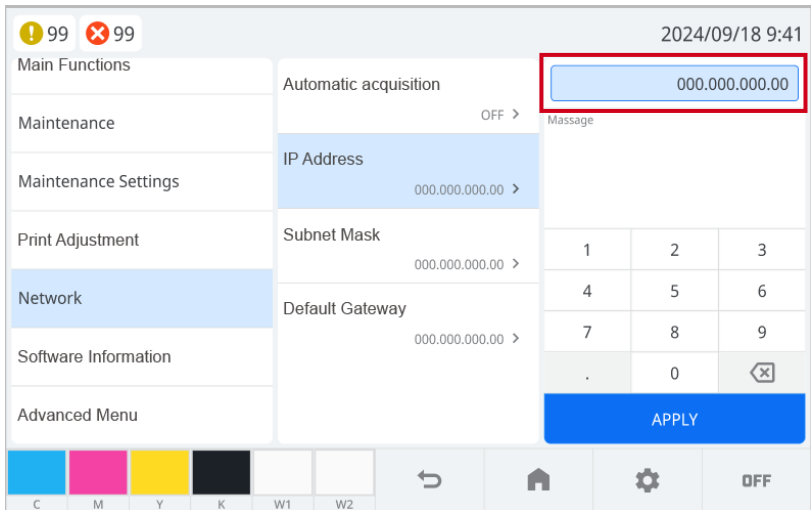 99 99 2024/09/18 9:41
Main Functions
Maintenance
Maintenance Settings
Print Adjustment
Network
Software Information
Advanced Menu
Automatic acquisition
OFF >
IP Address
000.000.000.00 >
Subnet Mask
000.000.000.00 >
Default Gateway
000.000.000.00 >
000.000.000.00
Massage
1 2 3
4 5 6
7 8 9
. 0
APPLY
C M Y K W1 W2
OFF